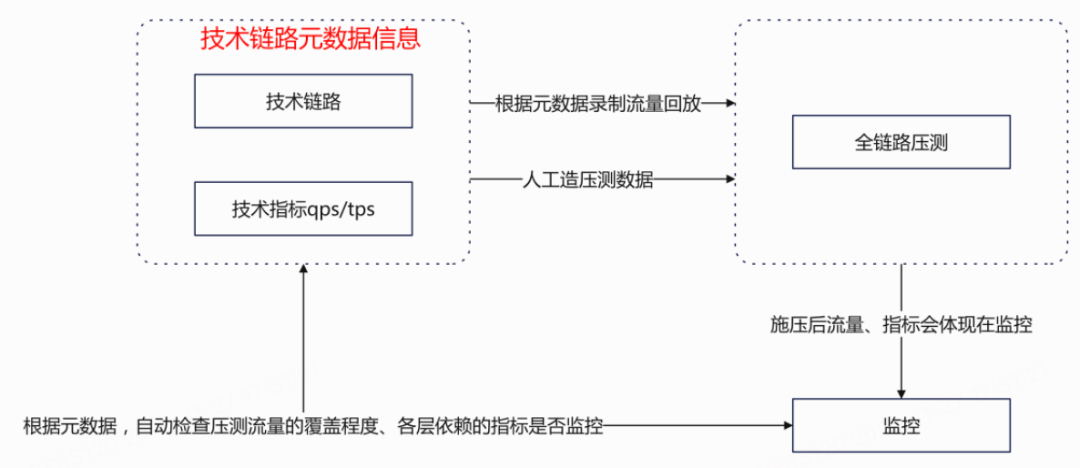 技术链路元数据信息
技术链路
根据元数据录制流量回放
全链路压测
人工造压测数据
技术指标qps/tps
施压后流量、指标会体现在监控
根据元数据，自动检查压测流量的覆盖程度、各层依赖的指标是否监控
监控